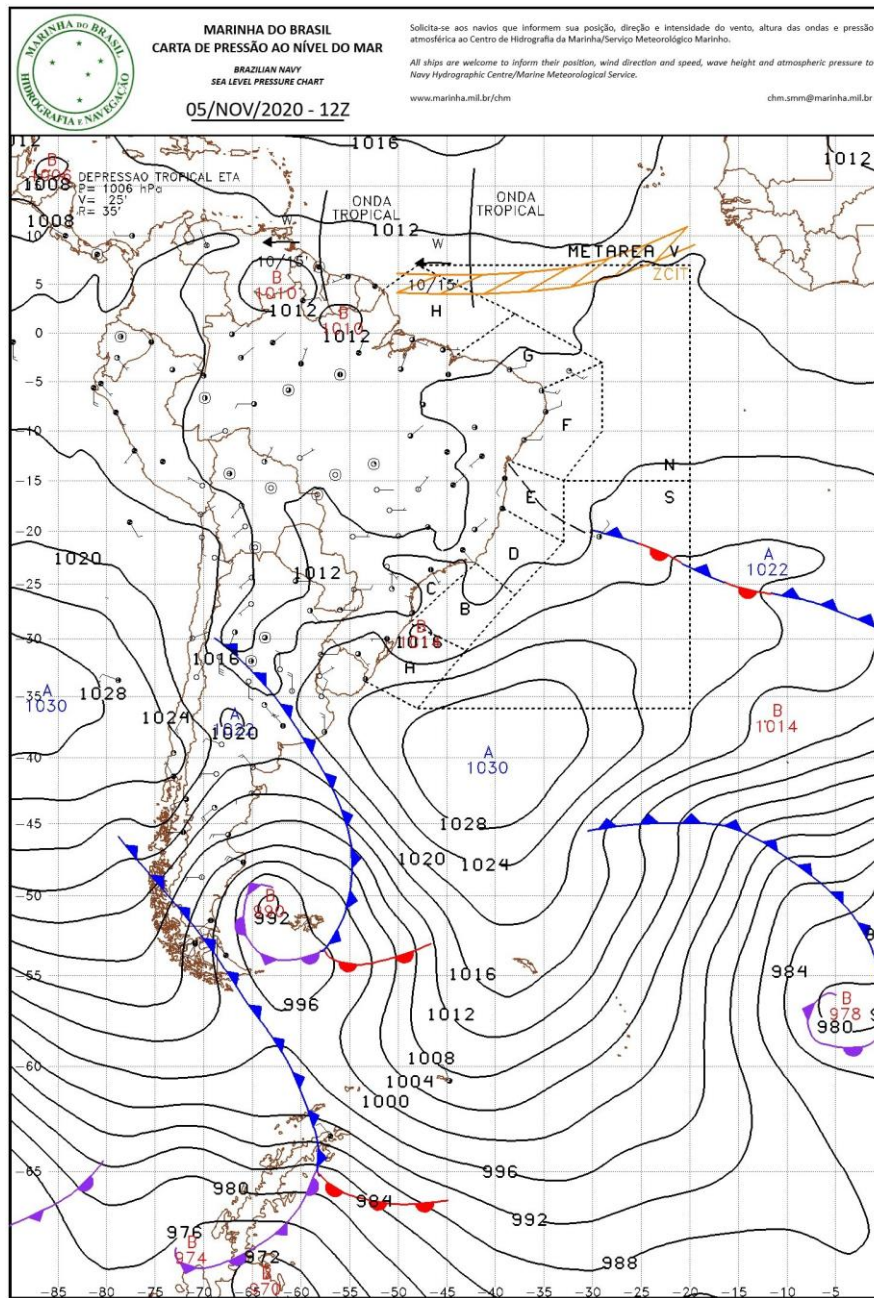 MARINHA DO BRASIL
HIDROGRAFIA E NAVEGAÇÃO
MARINHA DO BRASIL
CARTA DE PRESSÃO AO NÍVEL DO MAR
BRAZILIAN NAVY
SEA LEVEL PRESSURE CHART
05/NOV/2020 - 12Z
Solicita-se aos navios que informem sua posição, direção e intensidade do vento, altura das ondas e pressão
atmosférica ao Centro de Hidrografia da Marinha/Serviço Meteorológico Marinho.
All ships are welcome to inform their position, wind direction and speed, wave height and atmospheric pressure to
Navy Hydrographic Centre/Marine Meteorological Service.
www.marinha.mil.br/chm
chm.smm@marinha.mil.br
1012
1016
1012
B
1006
DEPRESSAO TROPICAL ETA
P= 1006 hPa
V= 25'
R= 35'
1008
1008
ONDA
TROPICAL
ONDA
TROPICAL
1012
W
W
10
METAREA V
ZCIT
10/15'
10/15'
5
B
1010
1012
H
B
1010
1012
0
G
-5
F
-10
N
-15
S
E
-20
D
1020
A
1022
1012
-25
C
B
B
-30
1016
A
1028
A
1030
-35
1024
A
1022
1020
B
1014
A
1030
-40
1028
-45
1020
1024
-50
B
990
992
1016
984
-55
996
1012
B
978
980
1008
-60
1004
1000
-65
996
980
984
992
976
B
974
972
988
B
970
-85
-80
-75
-70
-65
-60
-55
-50
-45
-40
-35
-30
-25
-20
-15
-10
-5